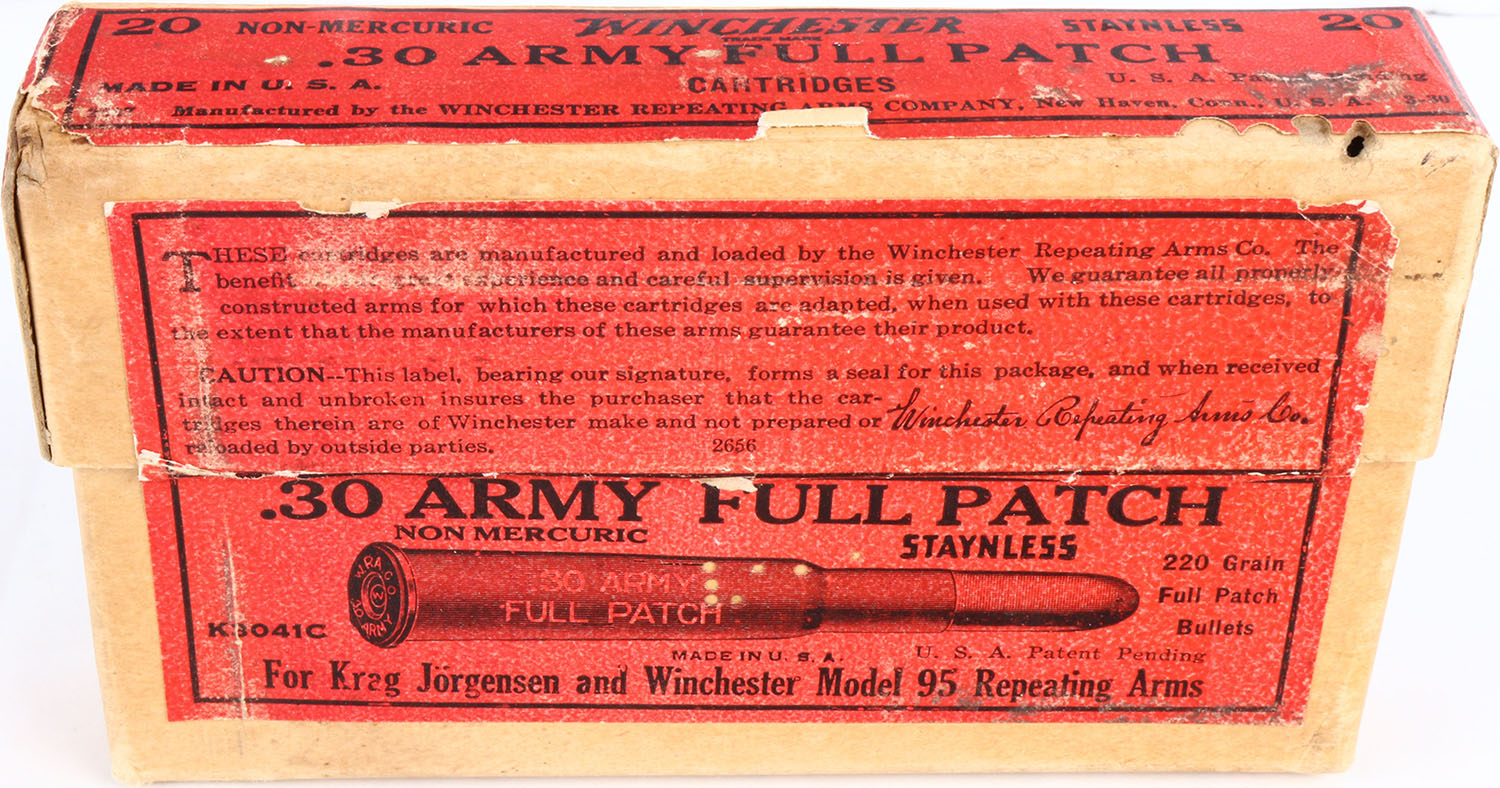 20 NON-MERCURIC WINCHESTER STAYNLESS 20
TRADE MARK
.30 ARMY FULL PATCH
MADE IN U. S. A. CARTRIDGES U. S. A. Patent Pending
Manufactured by the WINCHESTER REPEATING ARMS COMPANY, New Haven, Conn., U. S. A. 3-30
THESE cartridges are manufactured and loaded by the Winchester Repeating Arms Co. The
benefit great experience and careful supervision is given. We guarantee all properly
constructed arms for which these cartridges are adapted, when used with these cartridges, to
the extent that the manufacturers of these arms guarantee their product.
CAUTION--This label, bearing our signature, forms a seal for this package, and when received
intact and unbroken insures the purchaser that the car-
tridges therein are of Winchester make and not prepared or Winchester Repeating Arms Co.
reloaded by outside parties. 2656
.30 ARMY FULL PATCH
NON MERCURIC STAYNLESS
W.R.A. CO.
30 ARMY
30 ARMY
FULL PATCH
220 Grain
Full Patch
Bullets
K3041C
MADE IN U. S. A. U. S. A. Patent Pending
For Krag Jörgensen and Winchester Model 95 Repeating Arms